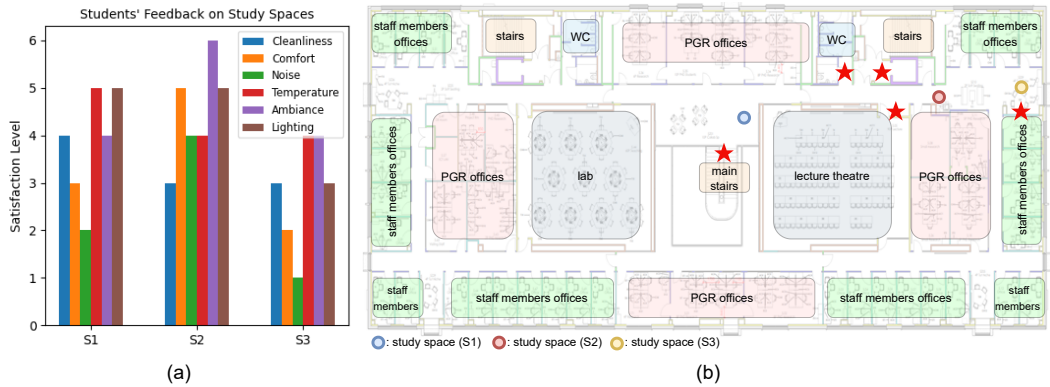 Students' Feedback on Study Spaces
Satisfaction Level
6
5
4
3
2
1
0
S1
S2
S3
Cleanliness
Comfort
Noise
Temperature
Ambiance
Lighting
(a)
staff members
offices
stairs
WC
PGR offices
WC
stairs
staff members
offices
staff members offices
PGR offices
lab
main
stairs
lecture theatre
PGR offices
staff members offices
staff
members
staff members offices
PGR offices
staff members offices
staff
members
: study space (S1)
: study space (S2)
: study space (S3)
(b)